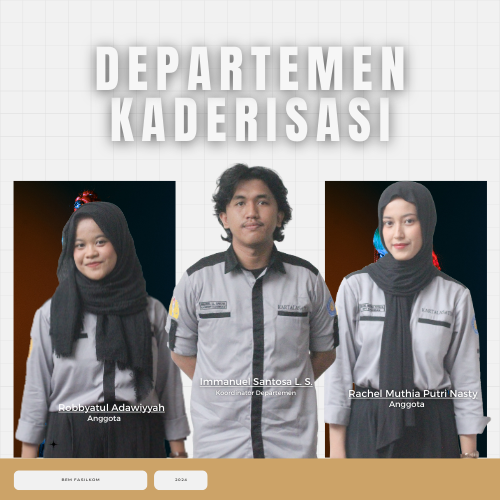 DEPARTEMEN
KADERISASI
Immanuel Santosa L. S.
Koordinator Departemen
Robbyatul Adawiyyah
Anggota
Rachel Muthia Putri Nasty
Anggota
BEM FASILKOM
2024